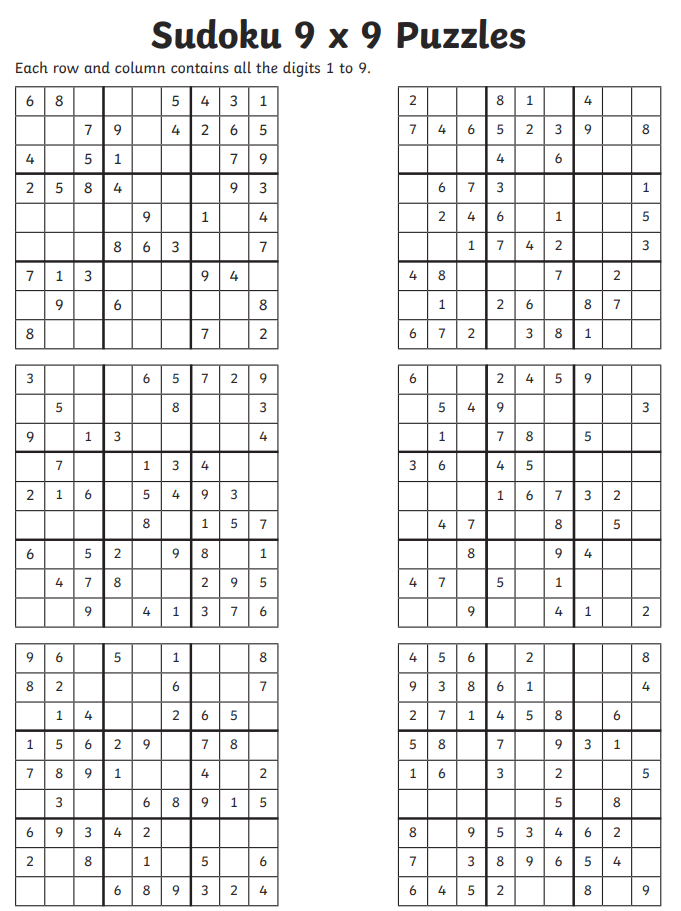 Sudoku 9 x 9 Puzzles
Each row and column contains all the digits 1 to 9.
6 8 5 4 3 1
7 9 4 2 6 5
4 5 1 7 9
2 5 8 4 9 3
9 1 4
8 6 3 7
7 1 3 9 4
9 6 8
8 7 2
2 8 1 4
7 4 6 5 2 3 9 8
4 6
6 7 3 1
2 4 6 1 5
1 7 4 2 3
4 8 7 2
1 2 6 8 7
6 7 2 3 8 1
3 6 5 7 2 9
5 8 3
9 1 3 4
7 1 3 4
2 1 6 5 4 9 3
8 1 5 7
6 5 2 9 8 1
4 7 8 2 9 5
9 4 1 3 7 6
6 2 4 5 9
5 4 9 3
1 7 8 5
3 6 4 5
1 6 7 3 2
4 7 8 5
8 9 4
4 7 5 1
9 4 1 2
9 6 5 1 8
8 2 6 7
1 4 2 6 5
1 5 6 2 9 7 8
7 8 9 1 4 2
3 6 8 9 1 5
6 9 3 4 2
2 8 1 5 6
6 8 9 3 2 4
4 5 6 2 8
9 3 8 6 1 4
2 7 1 4 5 8 6
5 8 7 9 3 1
1 6 3 2 5
5 8
8 9 5 3 4 6 2
7 3 8 9 6 5 4
6 4 5 2 8 9